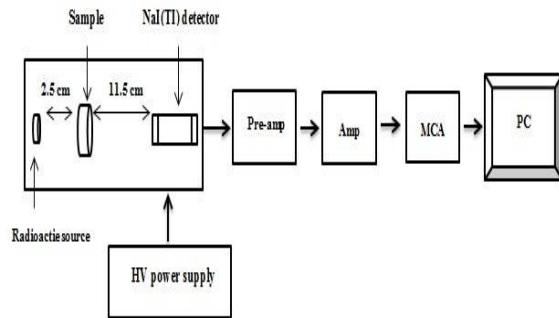 Sample
NaI(TI) detector
2.5 cm
11.5 cm
Pre-amp
Amp
MCA
PC
Radioactie source
HV power supply